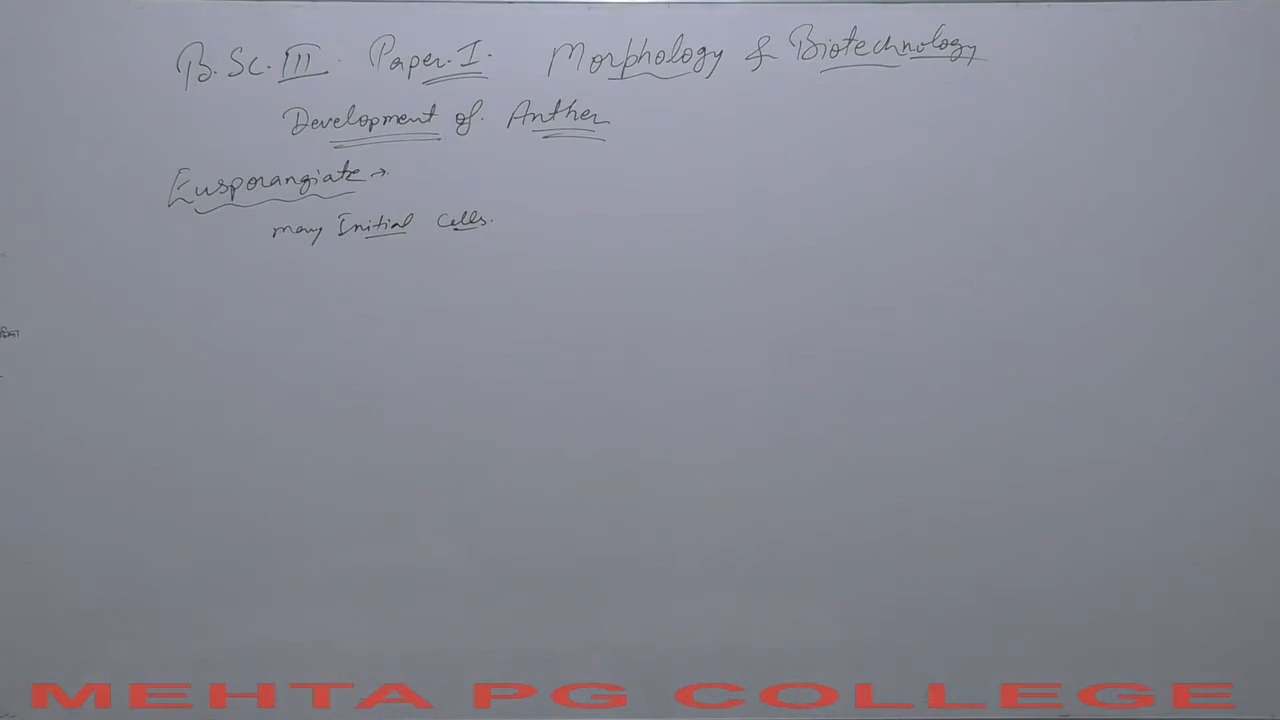 B.Sc. III. Paper. I. Morphology & Biotechnology
Development of Anther
Eusporangiate →
many Initial Cells.
MEHTA PG COLLEGE